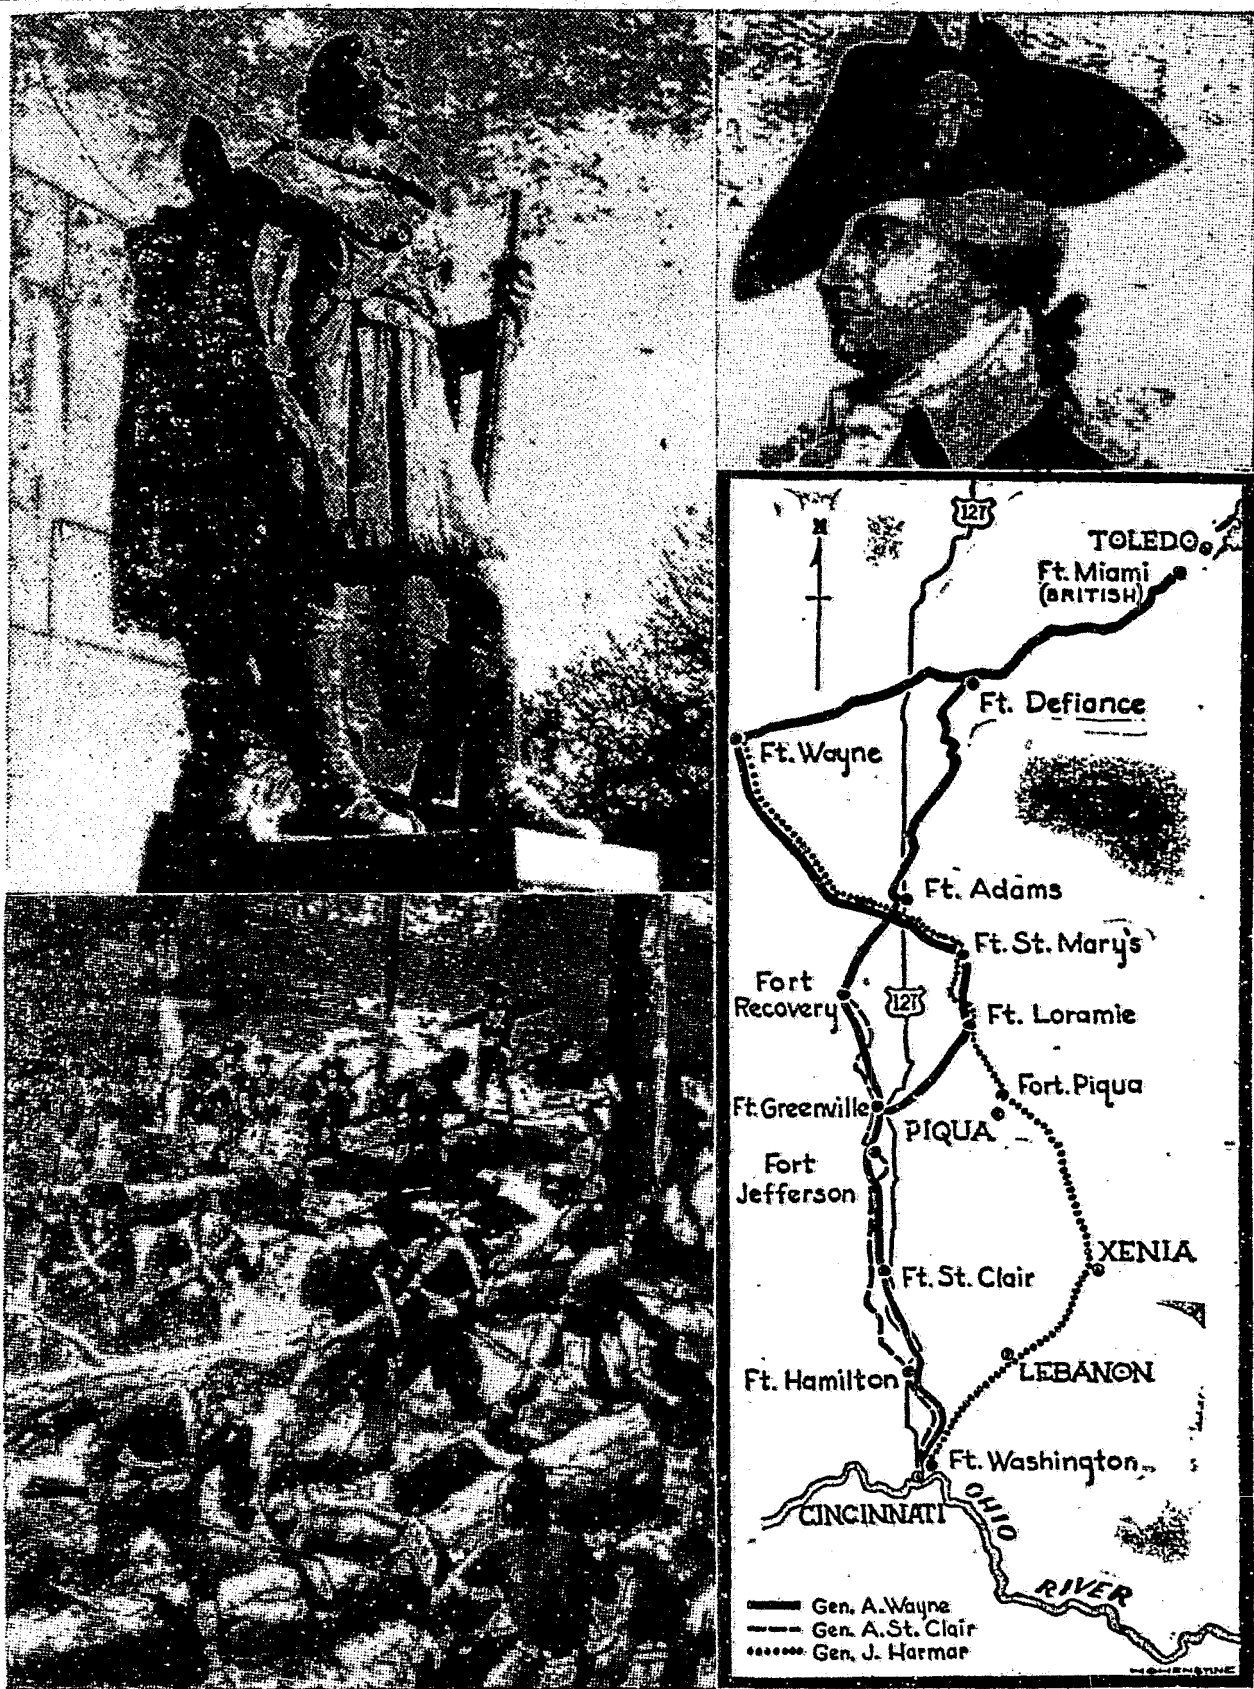 127
TOLEDO
Ft. Miami
(BRITISH)
Ft. Defiance
Ft. Wayne
Ft. Adams
Ft. St. Mary's
Fort
Recovery
127
Ft. Loramie
Fort. Piqua
Ft. Greenville
PIQUA
Fort
Jefferson
XENIA
Ft. St. Clair
LEBANON
Ft. Hamilton
Ft. Washington
CINCINNATI
OHIO
RIVER
Gen. A. Wayne
Gen. A. St. Clair
Gen. J. Harmar